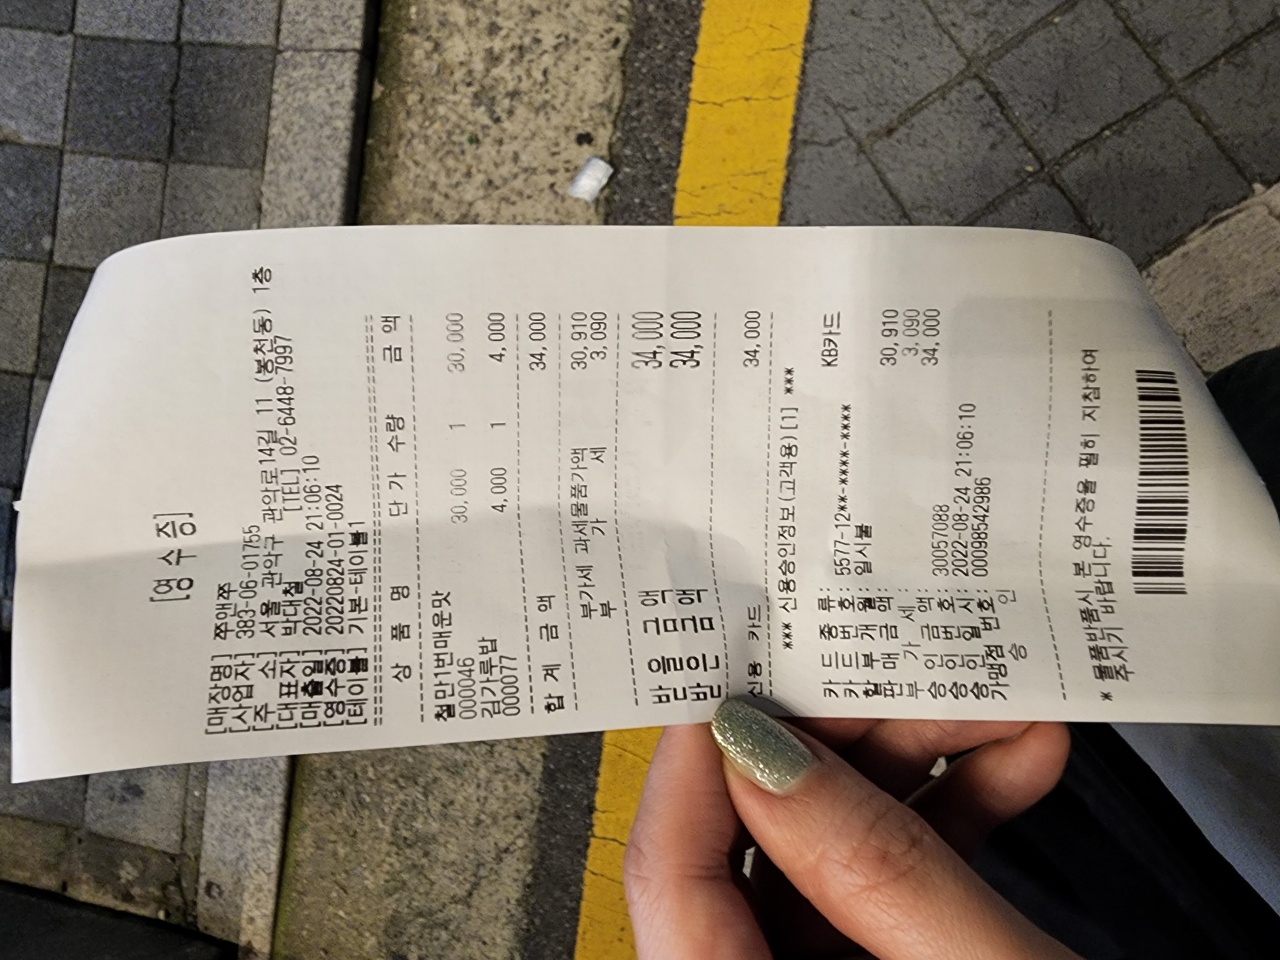 [영 수 증]
[매장명] 쭈앤쭈
[사업자] 383-06-01755
[주 소] 서울 관악구 관악로14길 11 (봉천동) 1층
[대표자] 박대철 [TEL] 02-6448-7997
[매출일] 2022-08-24 21:06:10
[영수증] 20220824-01-0024
[테이블] 기본-테이블1
상 품 명 단 가 수량 금 액
철판1번매운맛
000046 30,000 1 30,000
김가루밥
000077 4,000 1 4,000
합 계 금 액 34,000
부가세 과세물품가액 30,910
부 가 세 3,090
받을금액 34,000
받은금액 34,000
신용 카드 34,000
*** 신용승인정보(고객용)[1] ***
카 드 종 류: KB카드
카 드 번 호: 5577-12**-****-****
할 부 개 월: 일시불
판 매 금 액: 30,910
부 가 세: 3,090
승 인 금 액: 34,000
승 인 번 호: 30057088
승 인 일 시: 2022-08-24 21:06:10
가맹점 번호: 00098542986
승 인
* 물품반품시 본 영수증을 필히 지참하여
주시기 바랍니다.